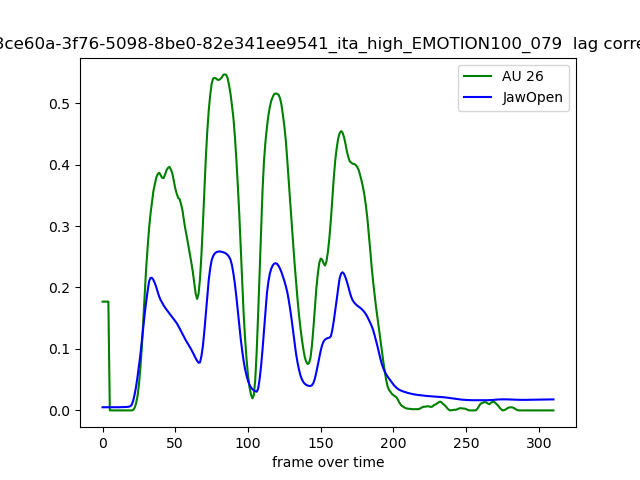 3ce60a-3f76-5098-8be0-82e341ee9541_ita_high_EMOTION100_079  lag corre
AU 26
JawOpen
0.5
0.4
0.3
0.2
0.1
0.0
0 50 100 150 200 250 300
frame over time